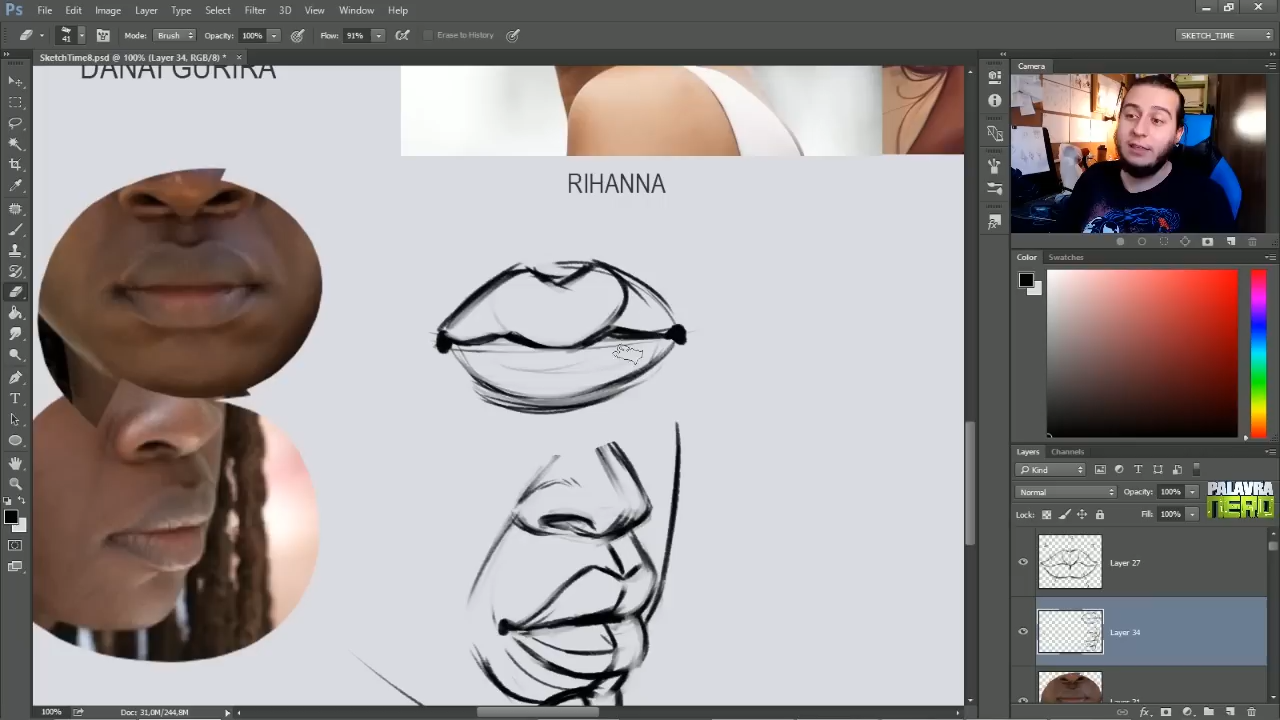 Ps File Edit Image Layer Type Select Filter 3D View Window Help
41 Mode: Brush Opacity: 100% Flow: 91% Erase to History SKETCH_TIME
SketchTime8.psd @ 100% (Layer 34, RGB/8) * ×
Camera
DANAI GURIRA
RIHANNA
Color Swatches
Layers Channels
Kind
Normal Opacity: 100%
PALAVRA
NERD
Lock: Fill: 100%
Layer 27
Layer 34
100% Doc: 31,0M/244,8M